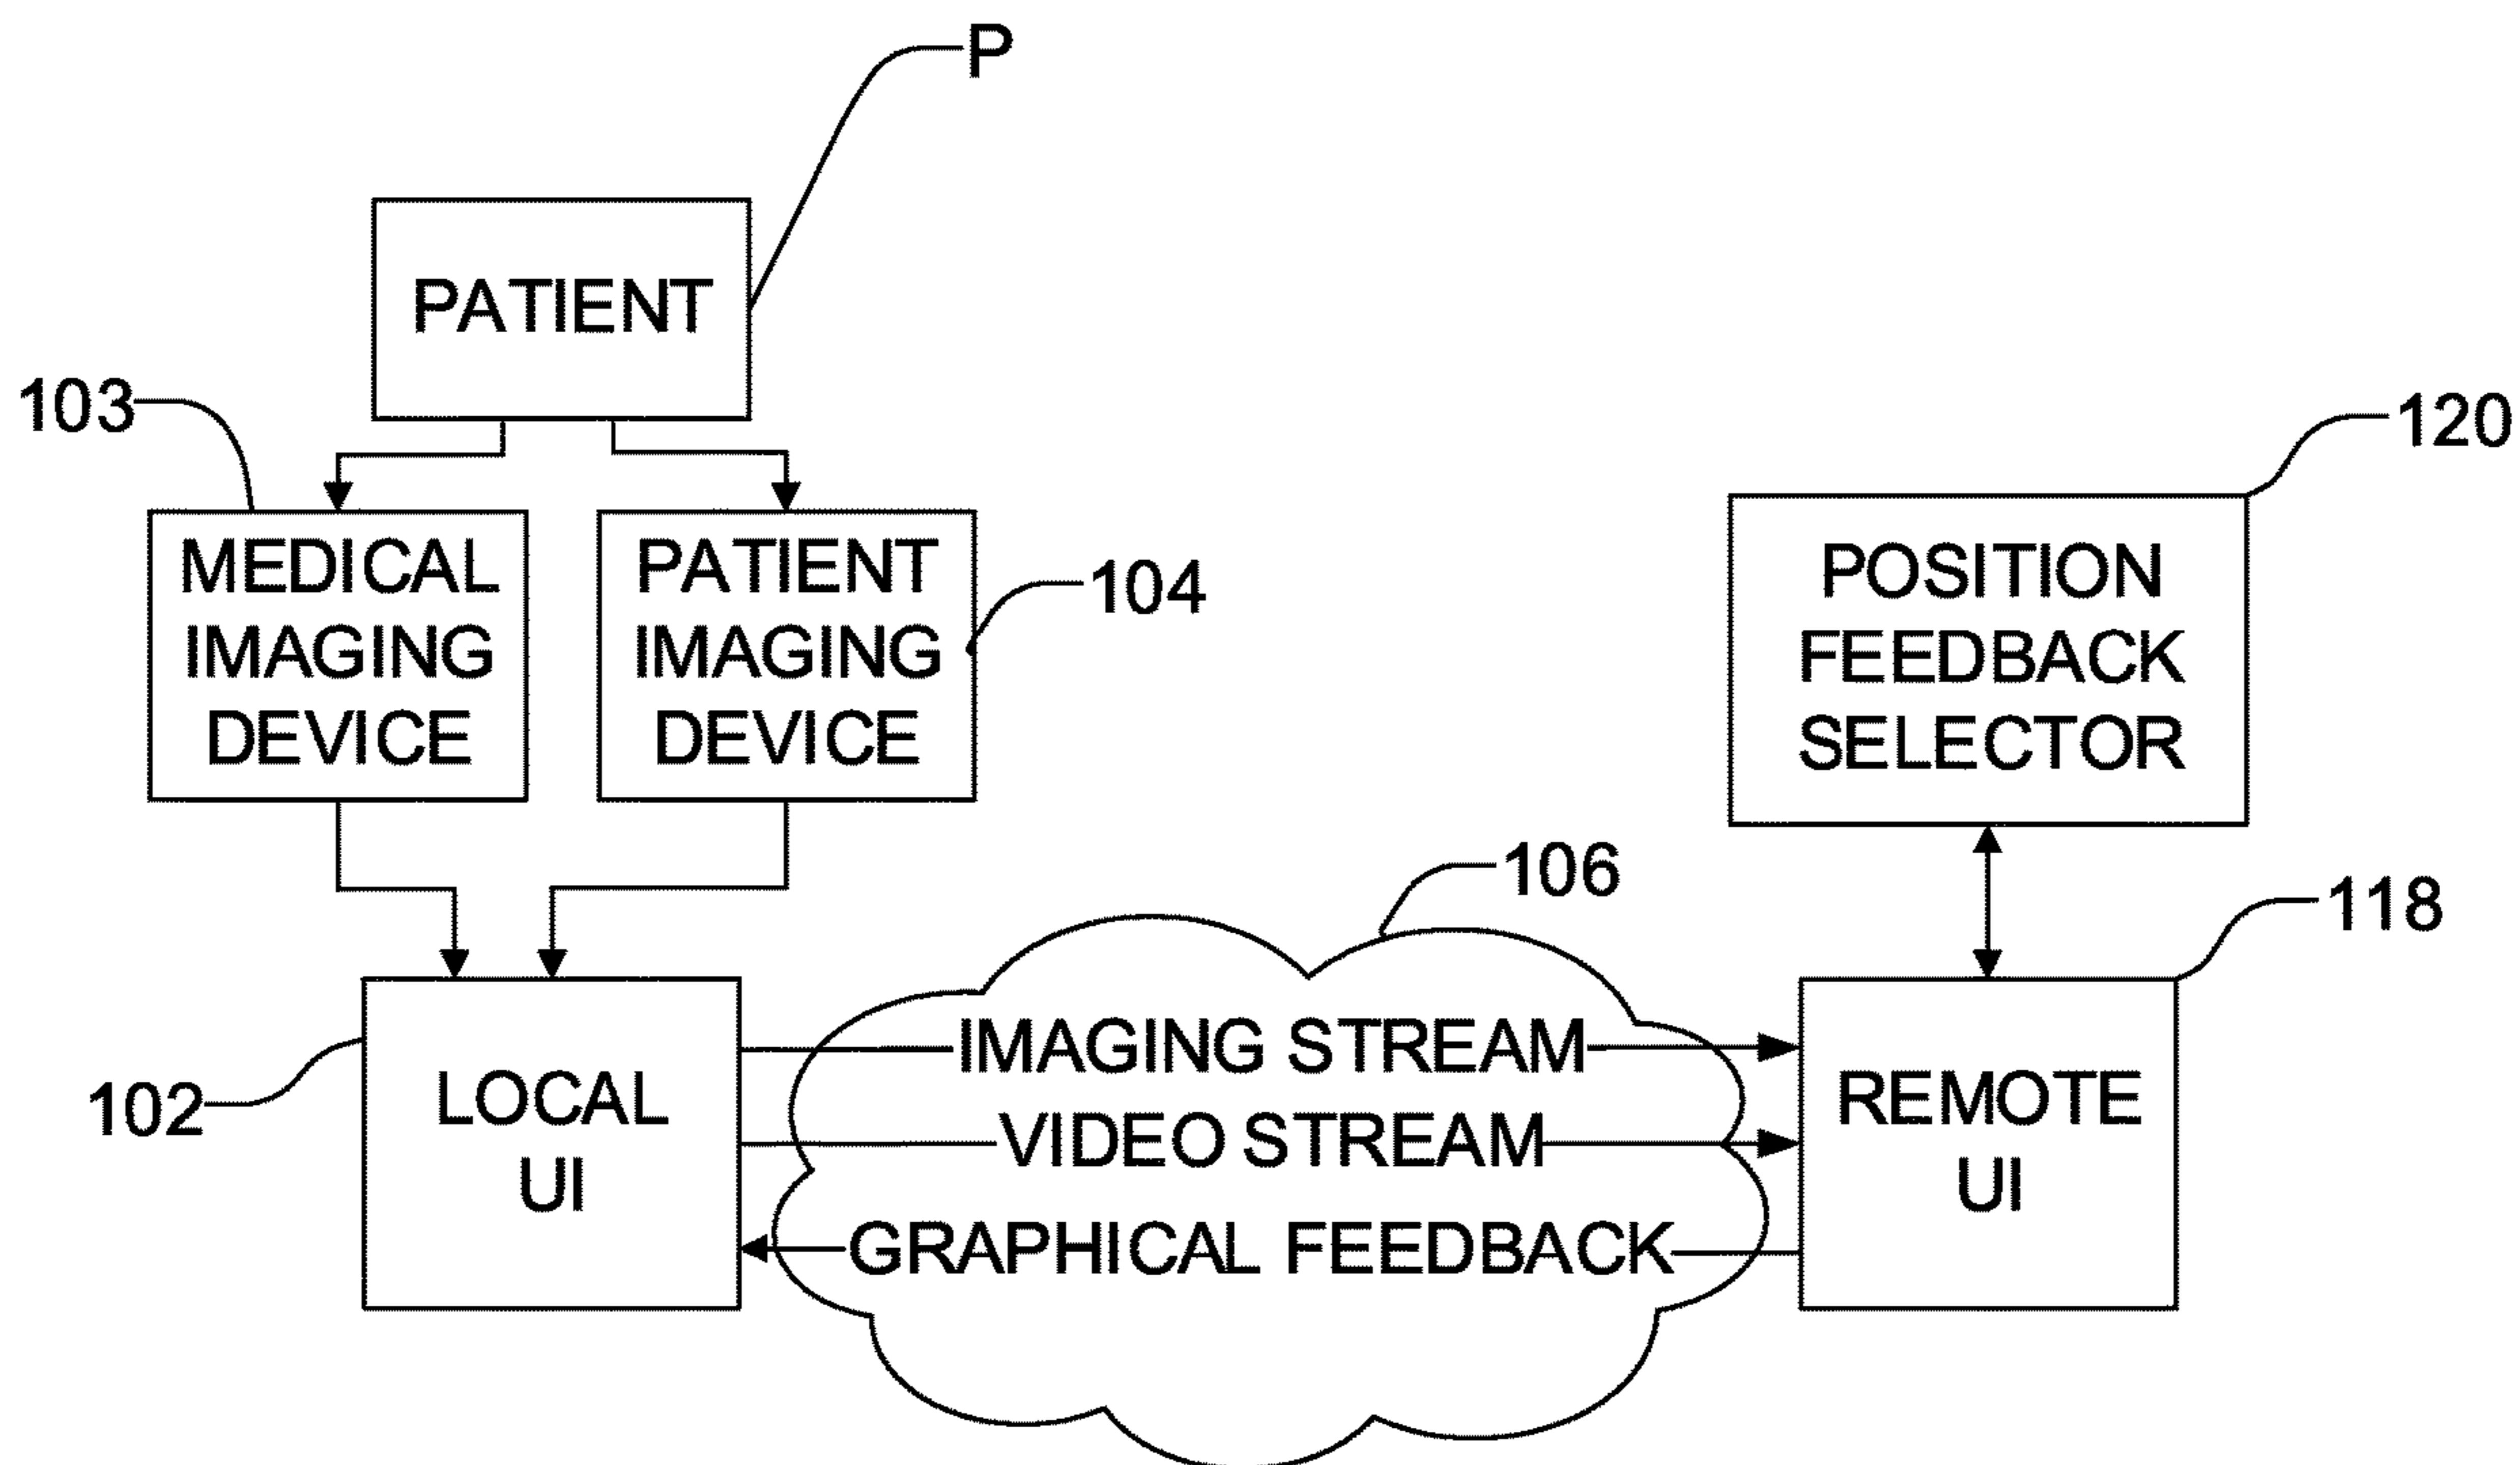 P
PATIENT
103
120
MEDICAL
IMAGING
DEVICE
PATIENT
IMAGING
DEVICE
104
POSITION
FEEDBACK
SELECTOR
106
118
102
LOCAL
UI
IMAGING STREAM
VIDEO STREAM
GRAPHICAL FEEDBACK
REMOTE
UI